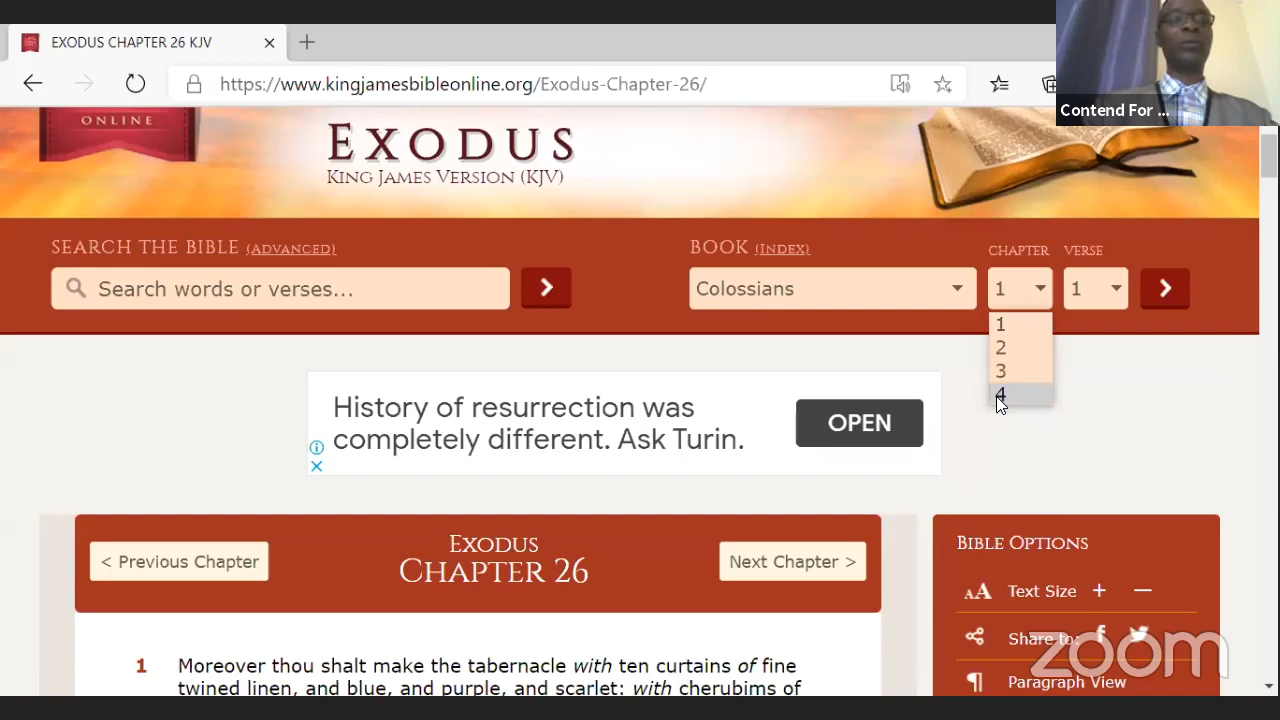 EXODUS CHAPTER 26 KJV
https://www.kingjamesbibleonline.org/Exodus-Chapter-26/
Contend For ...
ONLINE
EXODUS
KING JAMES VERSION (KJV)
SEARCH THE BIBLE (ADVANCED)
BOOK (INDEX)
CHAPTER
VERSE
Search words or verses...
Colossians
1
1
1
2
3
4
History of resurrection was
completely different. Ask Turin.
OPEN
EXODUS
CHAPTER 26
< Previous Chapter
Next Chapter >
1 Moreover thou shalt make the tabernacle with ten curtains of fine
twined linen, and blue, and purple, and scarlet: with cherubims of
BIBLE OPTIONS
AA Text Size + −
Share to:
Paragraph View
zoom